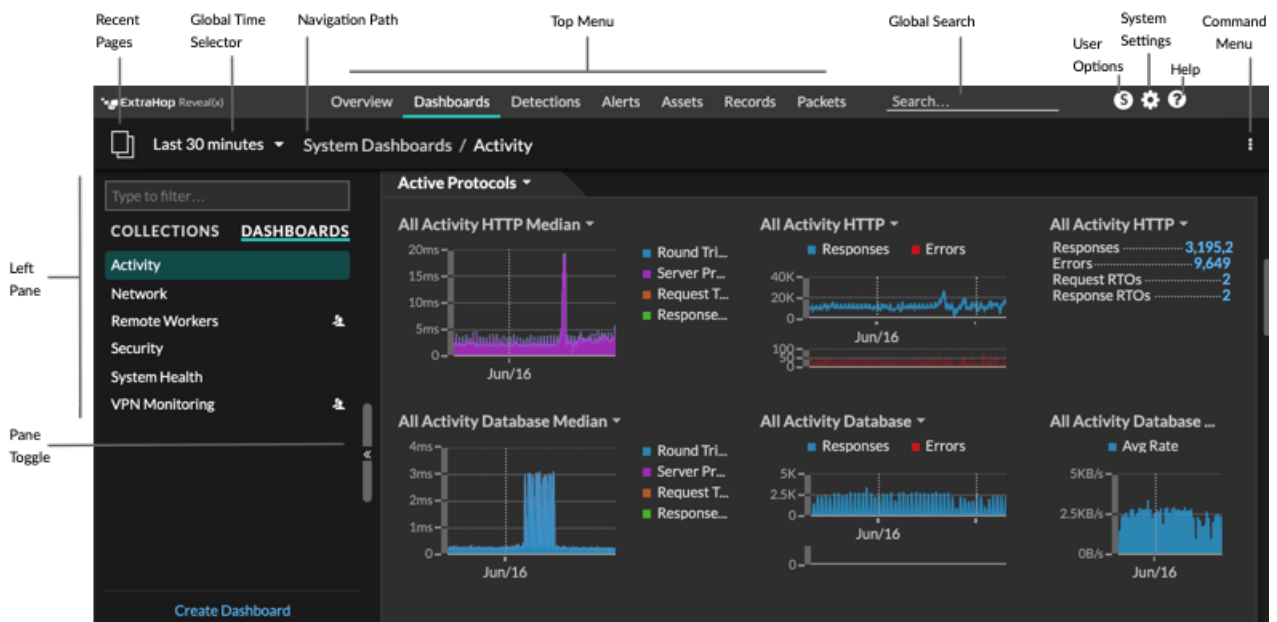 Recent
Pages
Global Time
Selector
Navigation Path
Top Menu
Global Search
User
Options
System
Settings
Help
Command
Menu
ExtraHop Reveal(x)
Overview Dashboards Detections Alerts Assets Records Packets Search... S ?
Last 30 minutes System Dashboards / Activity
Left
Pane
Pane
Toggle
Type to filter...
COLLECTIONS DASHBOARDS
Activity
Network
Remote Workers
Security
System Health
VPN Monitoring
«
Create Dashboard
Active Protocols
All Activity HTTP Median
20ms
15ms
10ms
5ms
0
Jun/16
Round Tri...
Server Pr...
Request T...
Response...
All Activity HTTP
Responses Errors
40K
20K
0
Jun/16
100
50
0
All Activity HTTP
Responses 3,195,2
Errors 9,649
Request RTOs 2
Response RTOs 2
All Activity Database Median
4ms
3ms
2ms
1ms
0
Jun/16
Round Tri...
Server Pr...
Request T...
Response...
All Activity Database
Responses Errors
5K
2.5K
0
Jun/16
0
All Activity Database ...
Avg Rate
5KB/s
2.5KB/s
0B/s
Jun/16